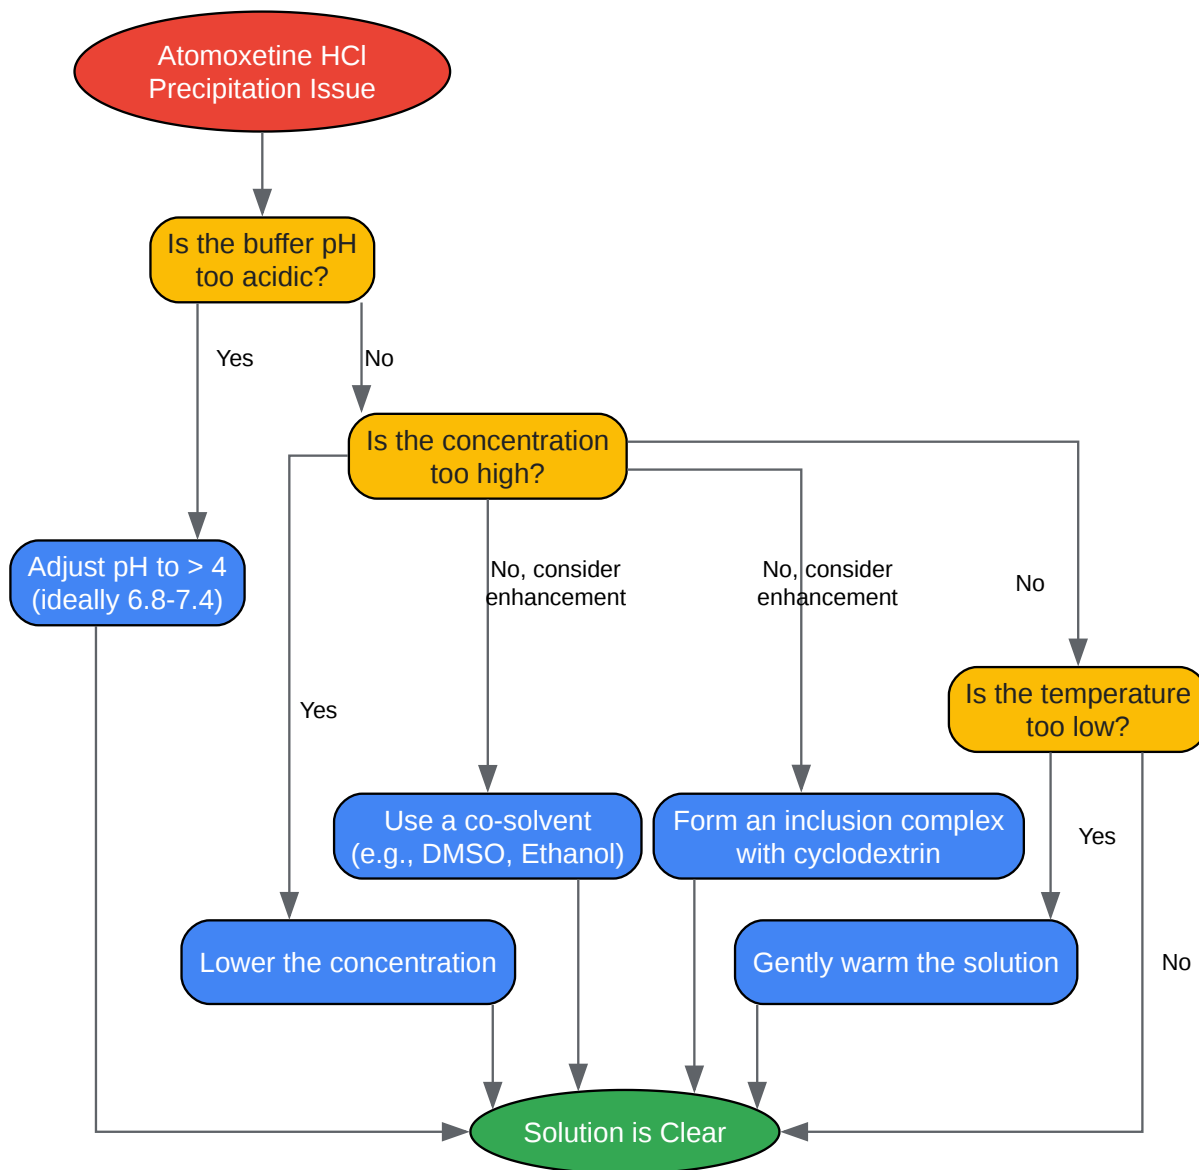 Atomoxetine HCl
Precipitation Issue
Is the buffer pH
too acidic?
Yes
No
Is the concentration
too high?
Adjust pH to > 4
(ideally 6.8-7.4)
No, consider
enhancement
No, consider
enhancement
No
Yes
Is the temperature
too low?
Use a co-solvent
(e.g., DMSO, Ethanol)
Form an inclusion complex
with cyclodextrin
Yes
Lower the concentration
Gently warm the solution
No
Solution is Clear